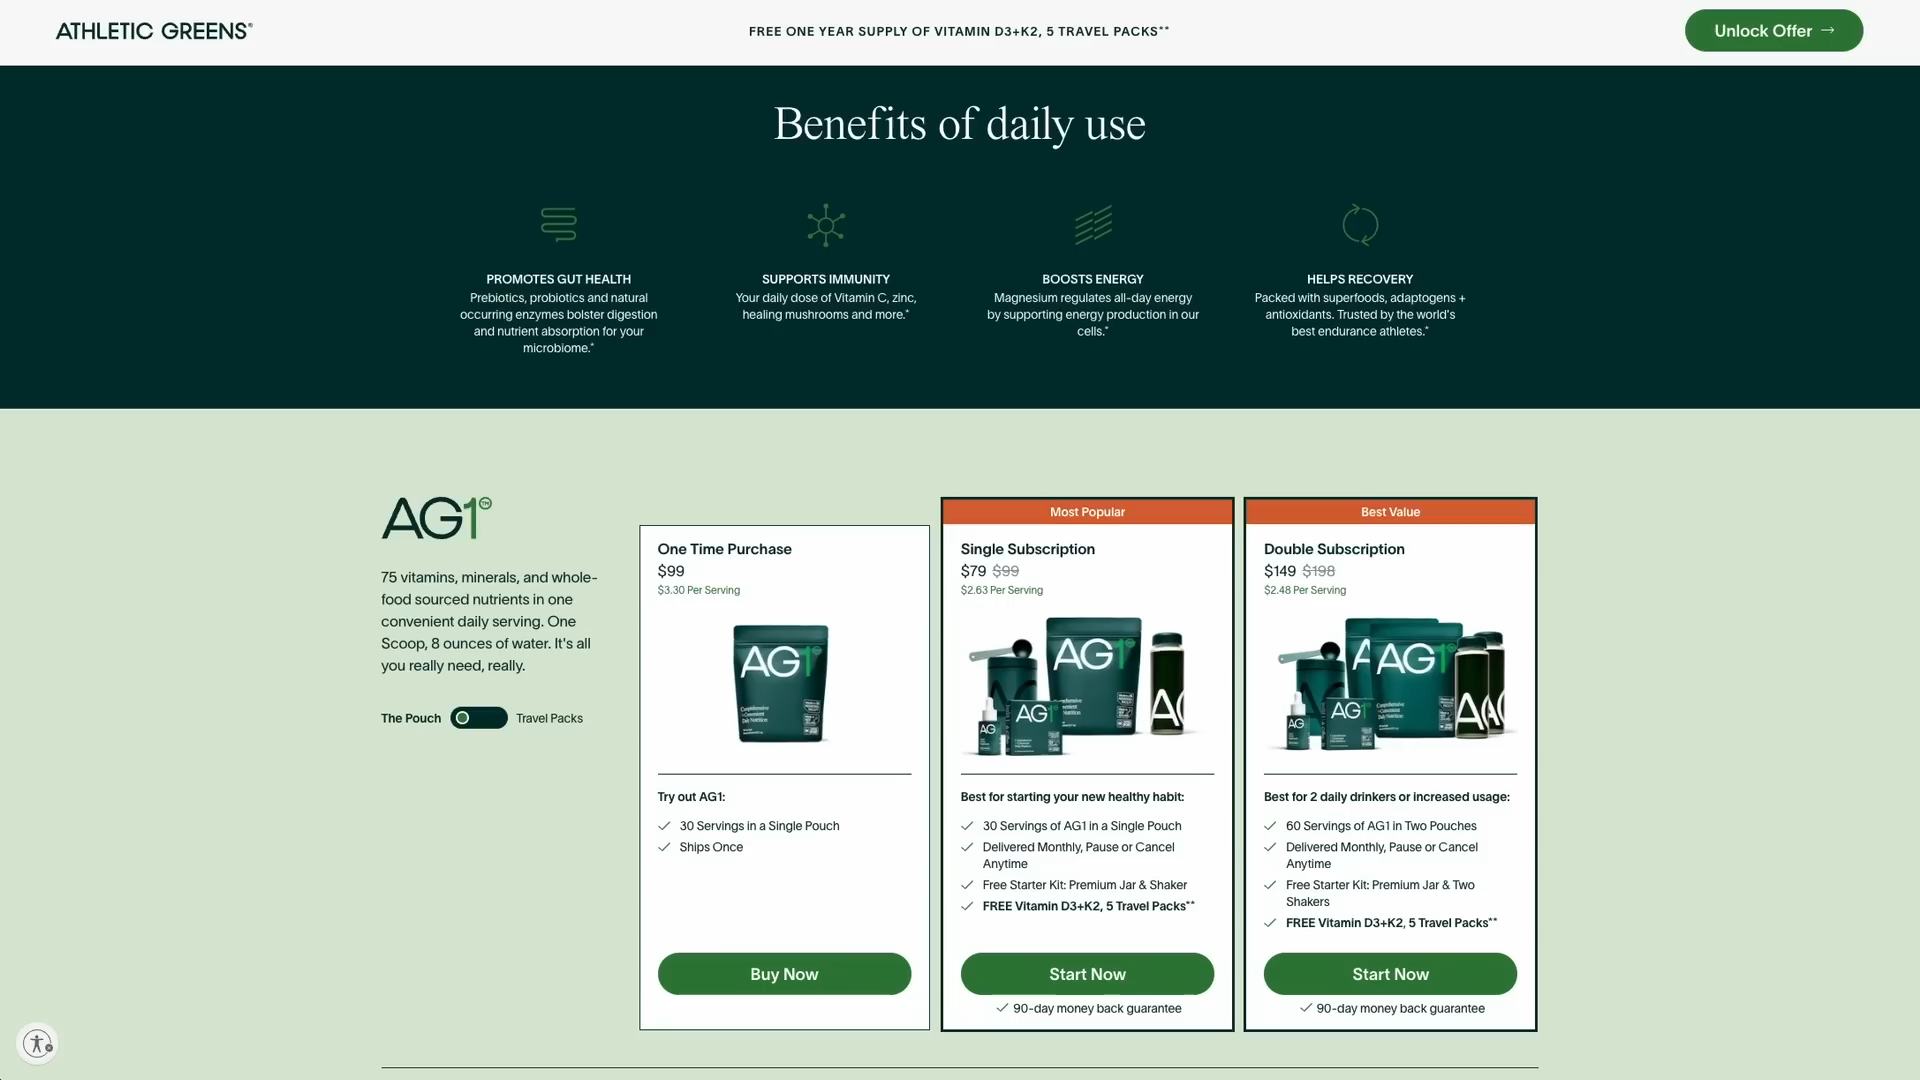 ATHLETIC GREENS®
FREE ONE YEAR SUPPLY OF VITAMIN D3+K2, 5 TRAVEL PACKS**
Unlock Offer →
Benefits of daily use
PROMOTES GUT HEALTH
Prebiotics, probiotics and natural
occurring enzymes bolster digestion
and nutrient absorption for your
microbiome.*
SUPPORTS IMMUNITY
Your daily dose of Vitamin C, zinc,
healing mushrooms and more.*
BOOSTS ENERGY
Magnesium regulates all-day energy
by supporting energy production in our
cells.*
HELPS RECOVERY
Packed with superfoods, adaptogens +
antioxidants. Trusted by the world's
best endurance athletes.*
AG1™
75 vitamins, minerals, and whole-
food sourced nutrients in one
convenient daily serving. One
Scoop, 8 ounces of water. It's all
you really need, really.
The Pouch
Travel Packs
One Time Purchase
$99
$3.30 Per Serving
AG1
Comprehensive
+ Convenient
Daily Nutrition
Try out AG1:
30 Servings in a Single Pouch
Ships Once
Buy Now
Most Popular
Single Subscription
$79 $99
$2.63 Per Serving
AG1
AG
AG1
Best for starting your new healthy habit:
30 Servings of AG1 in a Single Pouch
Delivered Monthly, Pause or Cancel
Anytime
Free Starter Kit: Premium Jar & Shaker
FREE Vitamin D3+K2, 5 Travel Packs**
Start Now
90-day money back guarantee
Best Value
Double Subscription
$149 $198
$2.48 Per Serving
AG1
AG
AG1
Best for 2 daily drinkers or increased usage:
60 Servings of AG1 in Two Pouches
Delivered Monthly, Pause or Cancel
Anytime
Free Starter Kit: Premium Jar & Two
Shakers
FREE Vitamin D3+K2, 5 Travel Packs**
Start Now
90-day money back guarantee